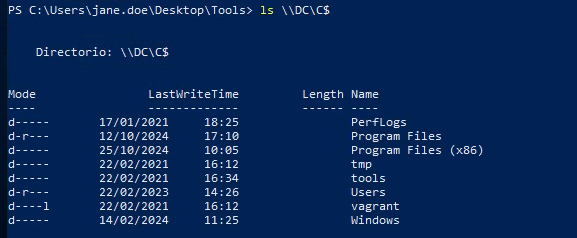 PS C:\Users\jane.doe\Desktop\Tools> ls \\DC\C$
Directorio: \\DC\C$
Mode LastWriteTime Length Name
---- ------------- ------ ----
d----- 17/01/2021 18:25 PerfLogs
d-r--- 12/10/2024 17:10 Program Files
d----- 25/10/2024 10:05 Program Files (x86)
d----- 22/02/2021 16:12 tmp
d----- 22/02/2021 16:34 tools
d-r--- 22/02/2023 14:26 Users
d----l 22/02/2021 16:12 vagrant
d----- 14/02/2024 11:25 Windows